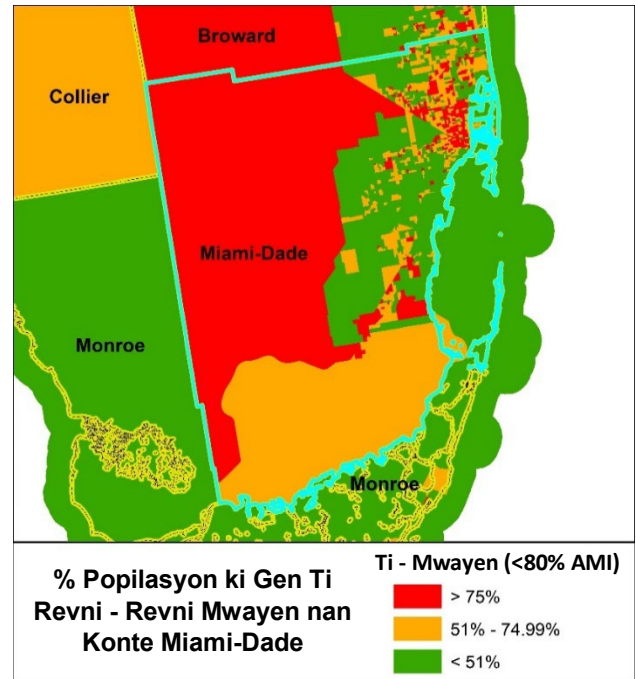 Broward
Collier
Miami-Dade
Monroe
Monroe
% Popilasyon ki Gen Ti
Revni - Revni Mwayen nan
Konte Miami-Dade
Ti - Mwayen (<80% AMI)
> 75%
51% - 74.99%
< 51%